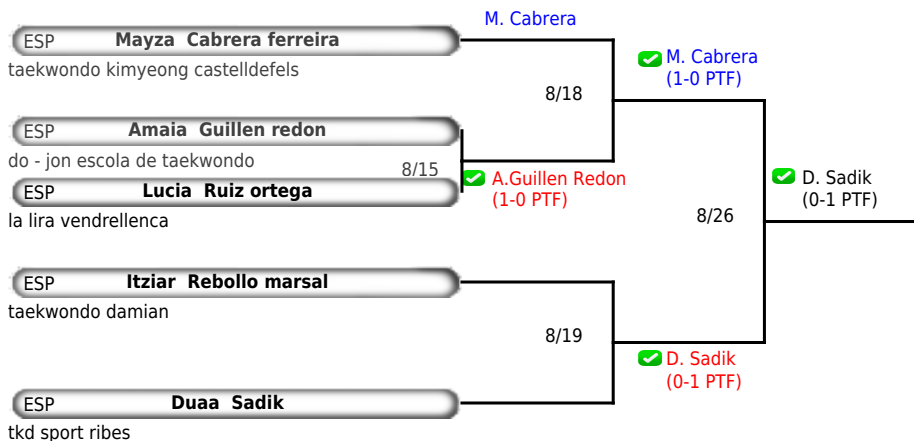 M. Cabrera
ESP Mayza Cabrera ferreira
taekwondo kimyeong castelldefels
M. Cabrera
(1-0 PTF)
8/18
ESP Amaia Guillen redon
do - jon escola de taekwondo
8/15
A.Guillen Redon
(1-0 PTF)
D. Sadik
(0-1 PTF)
ESP Lucia Ruiz ortega
la lira vendrellenca
8/26
ESP Itziar Rebollo marsal
taekwondo damian
8/19
D. Sadik
(0-1 PTF)
ESP Duaa Sadik
tkd sport ribes